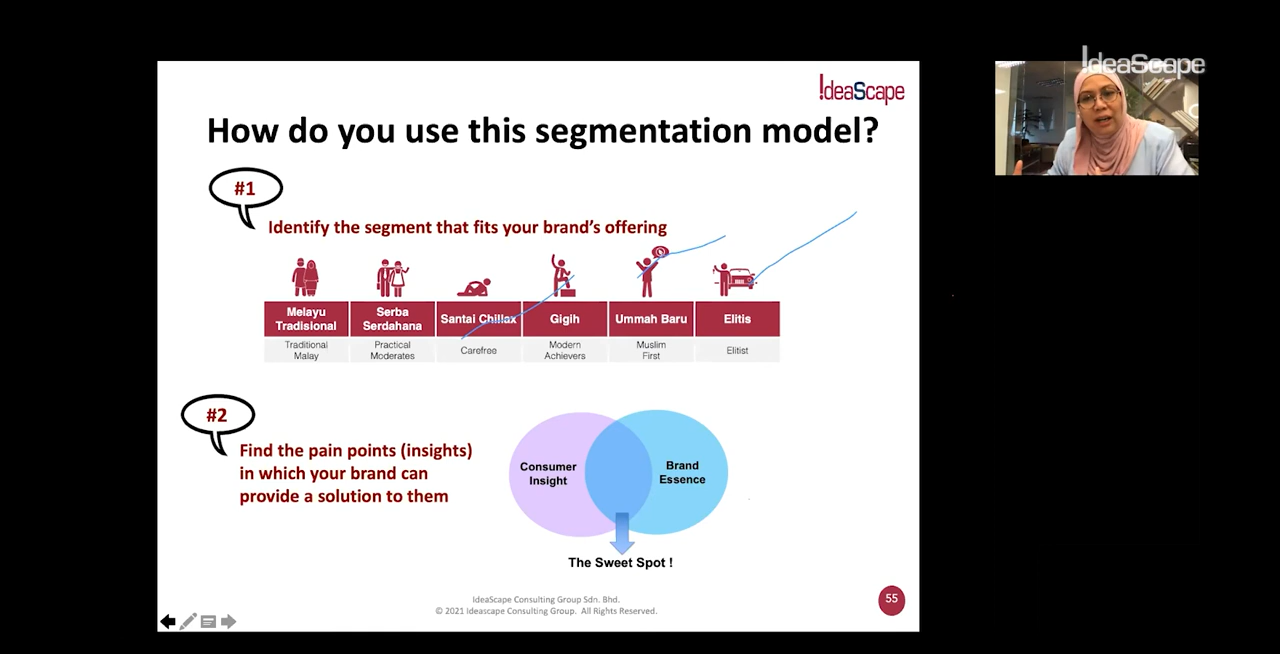 !deaScape
!deaScape
How do you use this segmentation model?
#1
Identify the segment that fits your brand's offering
Melayu
Tradisional
Serba
Serdahana
Santai Chillax
Gigih
Ummah Baru
Elitis
Traditional
Malay
Practical
Moderates
Carefree
Modern
Achievers
Muslim
First
Elitist
#2
Find the pain points (insights)
in which your brand can
provide a solution to them
Consumer
Insight
Brand
Essence
The Sweet Spot !
IdeaScape Consulting Group Sdn. Bhd.
© 2021 Ideascape Consulting Group. All Rights Reserved.
55